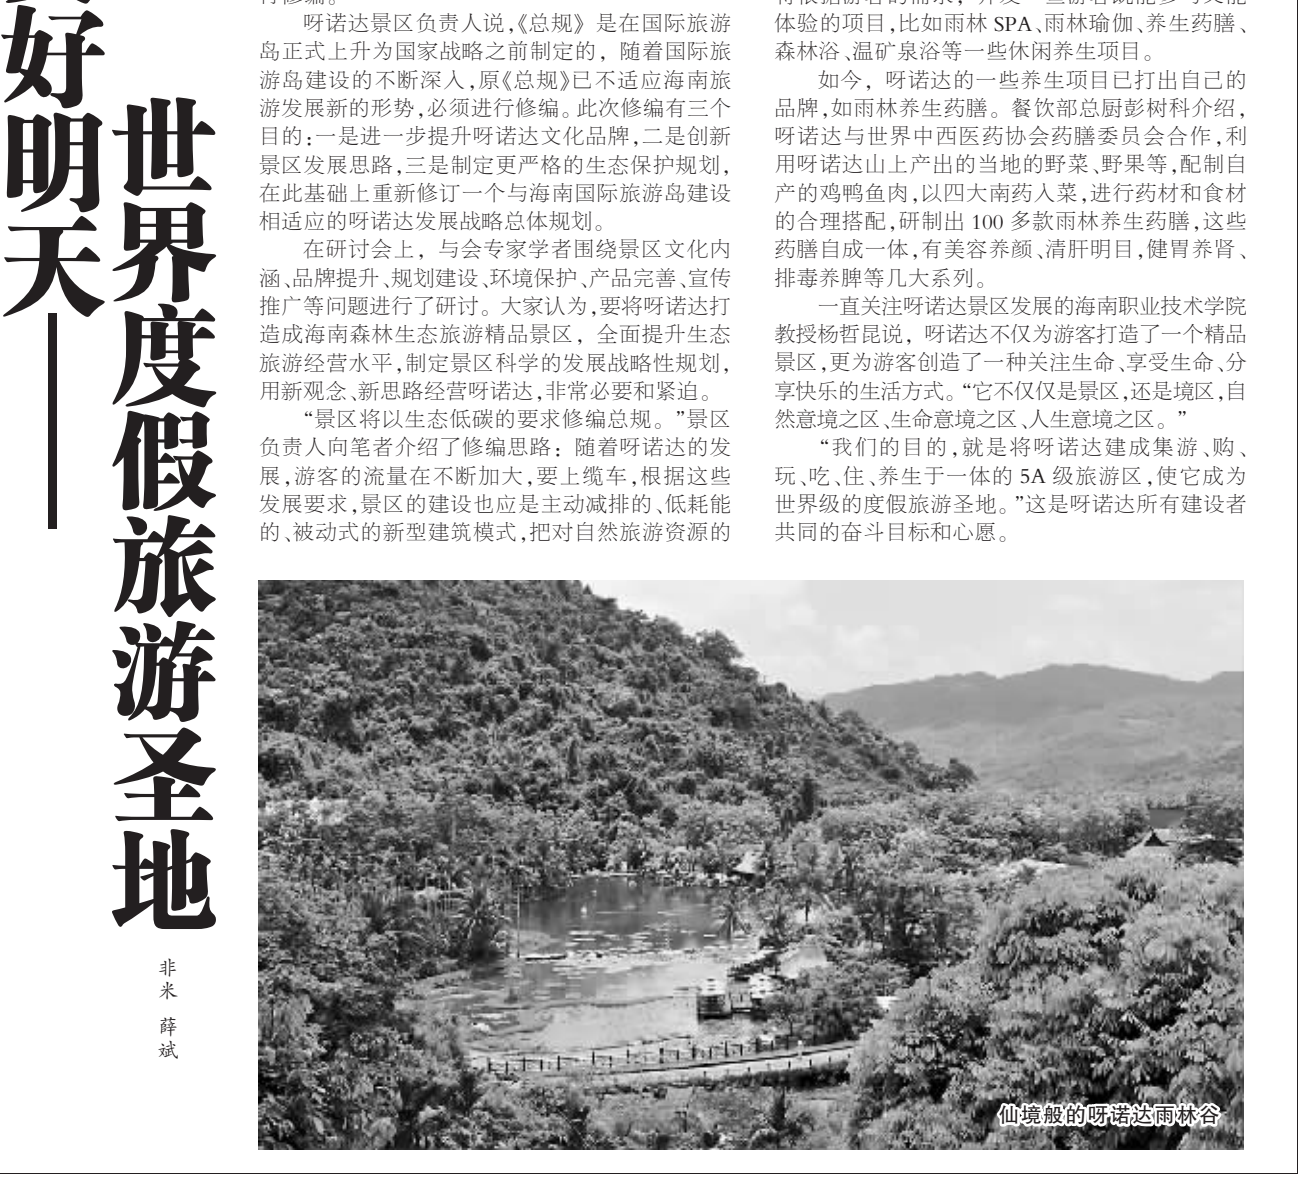 好明天——
世界度假旅游圣地
非米 薛斌
行修编。
呀诺达景区负责人说,《总规》是在国际旅游
岛正式上升为国家战略之前制定的，随着国际旅
游岛建设的不断深入,原《总规》已不适应海南旅
游发展新的形势,必须进行修编。此次修编有三个
目的:一是进一步提升呀诺达文化品牌,二是创新
景区发展思路,三是制定更严格的生态保护规划,
在此基础上重新修订一个与海南国际旅游岛建设
相适应的呀诺达发展战略总体规划。
在研讨会上，与会专家学者围绕景区文化内
涵、品牌提升、规划建设、环境保护、产品完善、宣传
推广等问题进行了研讨。大家认为,要将呀诺达打
造成海南森林生态旅游精品景区，全面提升生态
旅游经营水平,制定景区科学的发展战略性规划,
用新观念、新思路经营呀诺达,非常必要和紧迫。
“景区将以生态低碳的要求修编总规。”景区
负责人向笔者介绍了修编思路：随着呀诺达的发
展,游客的流量在不断加大,要上缆车,根据这些
发展要求,景区的建设也应是主动减排的、低耗能
的、被动式的新型建筑模式,把对自然旅游资源的
体验的项目,比如雨林 SPA、雨林瑜伽、养生药膳、
森林浴、温矿泉浴等一些休闲养生项目。
如今，呀诺达的一些养生项目已打出自己的
品牌,如雨林养生药膳。餐饮部总厨彭树科介绍,
呀诺达与世界中西医药协会药膳委员会合作,利
用呀诺达山上产出的当地的野菜、野果等,配制自
产的鸡鸭鱼肉,以四大南药入菜,进行药材和食材
的合理搭配,研制出 100 多款雨林养生药膳,这些
药膳自成一体,有美容养颜、清肝明目,健胃养肾、
排毒养脾等几大系列。
一直关注呀诺达景区发展的海南职业技术学院
教授杨哲昆说，呀诺达不仅为游客打造了一个精品
景区,更为游客创造了一种关注生命、享受生命、分
享快乐的生活方式。“它不仅仅是景区,还是境区,自
然意境之区、生命意境之区、人生意境之区。”
“我们的目的,就是将呀诺达建成集游、购、
玩、吃、住、养生于一体的 5A 级旅游区,使它成为
世界级的度假旅游圣地。”这是呀诺达所有建设者
共同的奋斗目标和心愿。
仙境般的呀诺达雨林谷